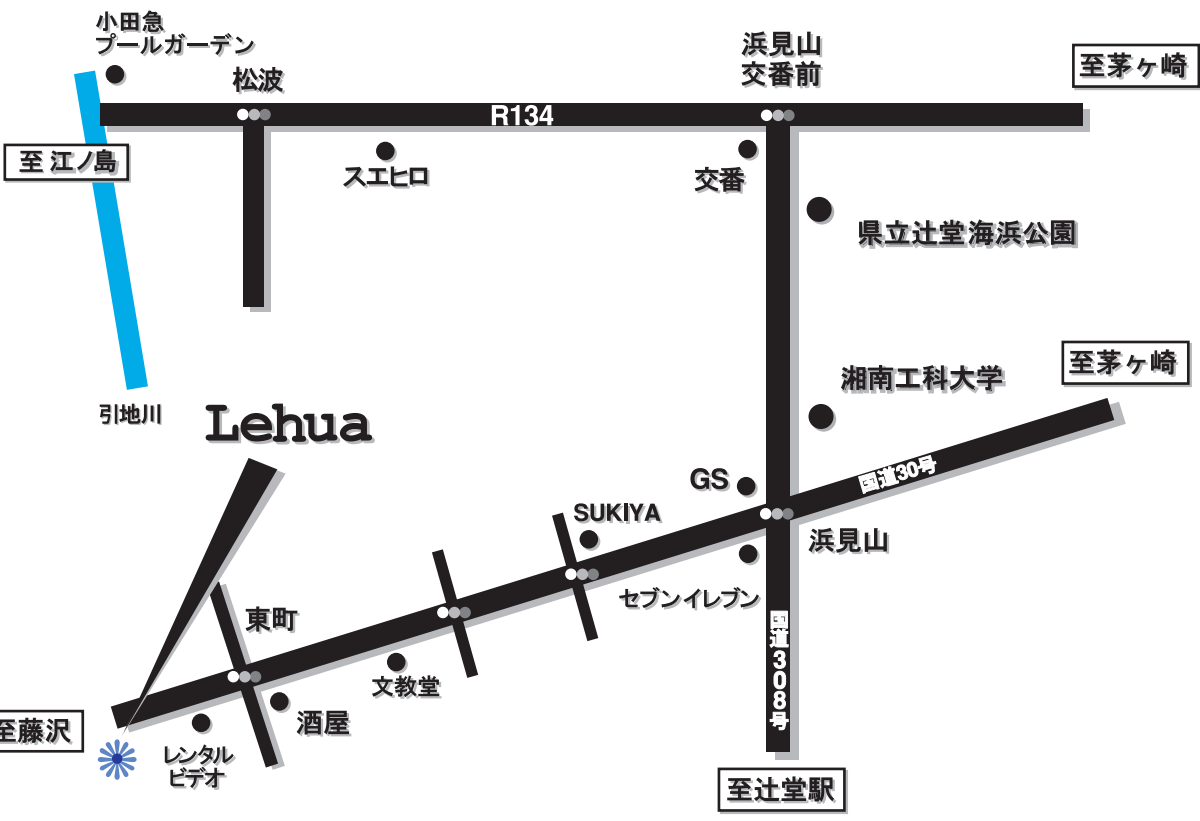 小田急
プールガーデン
松波
浜見山
交番前
至茅ヶ崎
R134
至 江ノ島
スエヒロ
交番
県立辻堂海浜公園
至茅ヶ崎
湘南工科大学
引地川
Lehua
国道30号
GS
SUKIYA
浜見山
セブンイレブン
東町
国道308号
文教堂
酒屋
至藤沢
レンタル
ビデオ
至辻堂駅